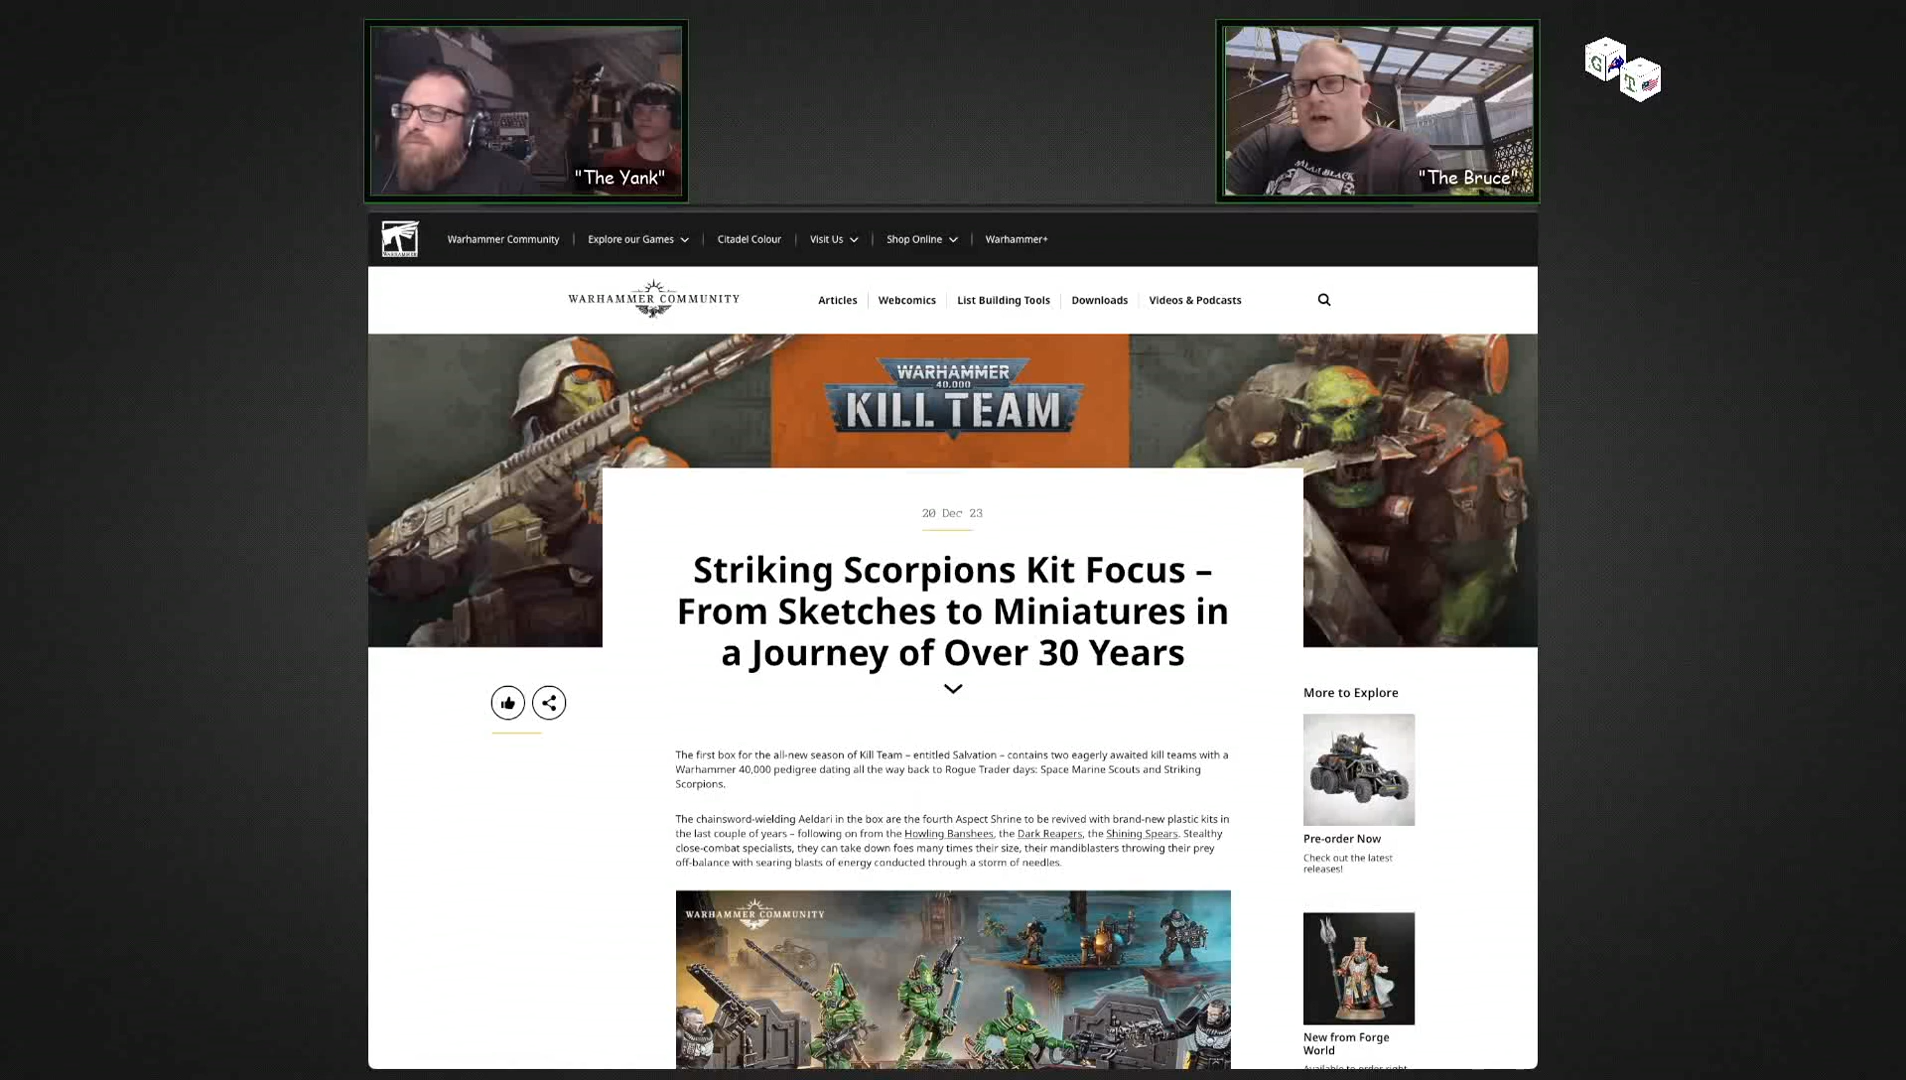 "The Yank"
"The Bruce"
G
T
Warhammer Community
Explore our Games
Citadel Colour
Visit Us
Shop Online
Warhammer+
WARHAMMER COMMUNITY
Articles
Webcomics
List Building Tools
Downloads
Videos & Podcasts
WARHAMMER
40,000
KILL TEAM
20 Dec 23
Striking Scorpions Kit Focus –
From Sketches to Miniatures in
a Journey of Over 30 Years
The first box for the all-new season of Kill Team – entitled Salvation – contains two eagerly awaited kill teams with a
Warhammer 40,000 pedigree dating all the way back to Rogue Trader days: Space Marine Scouts and Striking
Scorpions.
The chainsword-wielding Aeldari in the box are the fourth Aspect Shrine to be revived with brand-new plastic kits in
the last couple of years – following on from the Howling Banshees, the Dark Reapers, the Shining Spears. Stealthy
close-combat specialists, they can take down foes many times their size, their mandiblasters throwing their prey
off-balance with searing blasts of energy conducted through a storm of needles.
WARHAMMER COMMUNITY
More to Explore
Pre-order Now
Check out the latest
releases!
New from Forge
World